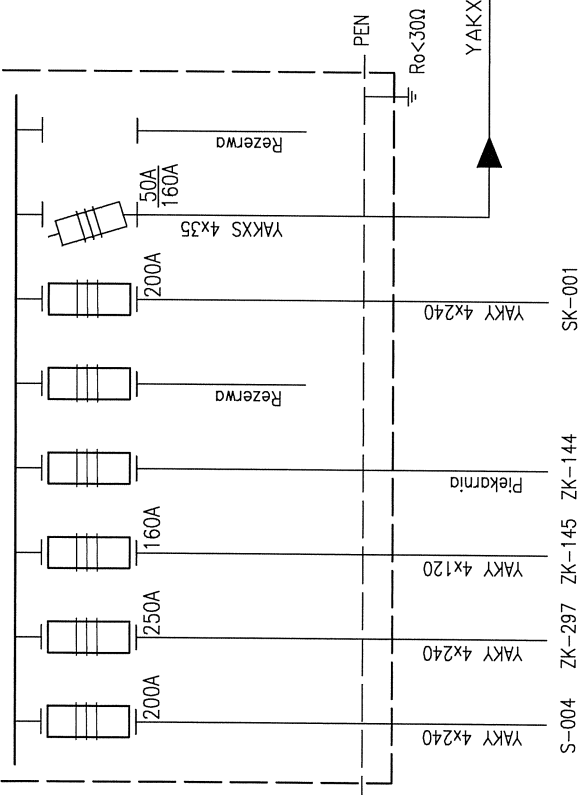 PEN
Ro<30Ω
YAKX
Rezerwa
50A
160A
YAKXS 4x35
200A
YAKY 4x240
SK-001
Rezerwa
Piekarnia
ZK-144
160A
YAKY 4x120
ZK-145
250A
YAKY 4x240
ZK-297
200A
YAKY 4x240
S-004